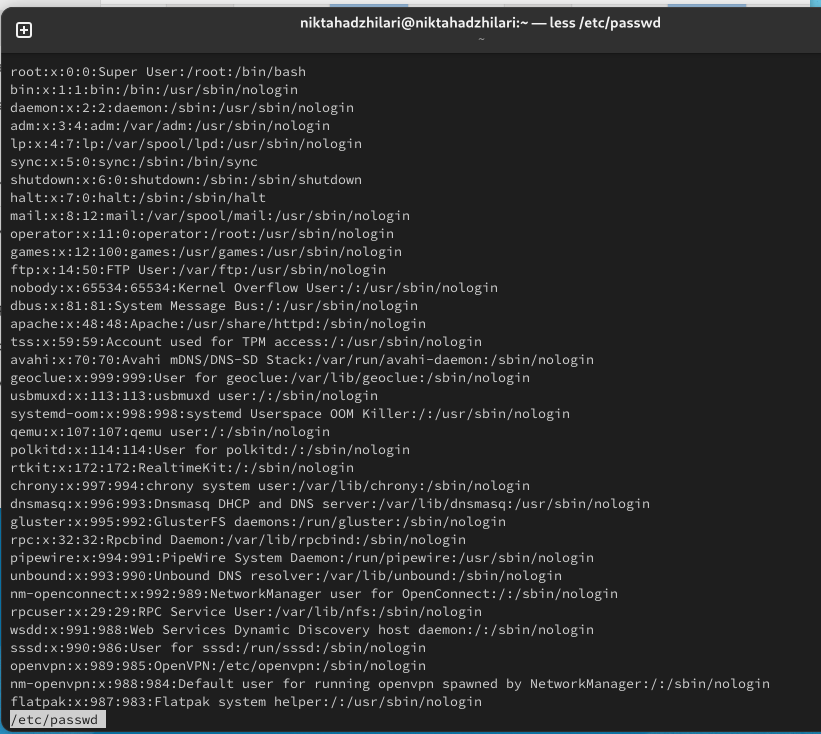 niktahadzhilari@niktahadzhilari:~ — less /etc/passwd
~
root:x:0:0:Super User:/root:/bin/bash
bin:x:1:1:bin:/bin:/usr/sbin/nologin
daemon:x:2:2:daemon:/sbin:/usr/sbin/nologin
adm:x:3:4:adm:/var/adm:/usr/sbin/nologin
lp:x:4:7:lp:/var/spool/lpd:/usr/sbin/nologin
sync:x:5:0:sync:/sbin:/bin/sync
shutdown:x:6:0:shutdown:/sbin:/sbin/shutdown
halt:x:7:0:halt:/sbin:/sbin/halt
mail:x:8:12:mail:/var/spool/mail:/usr/sbin/nologin
operator:x:11:0:operator:/root:/usr/sbin/nologin
games:x:12:100:games:/usr/games:/usr/sbin/nologin
ftp:x:14:50:FTP User:/var/ftp:/usr/sbin/nologin
nobody:x:65534:65534:Kernel Overflow User:/:/usr/sbin/nologin
dbus:x:81:81:System Message Bus:/:/usr/sbin/nologin
apache:x:48:48:Apache:/usr/share/httpd:/sbin/nologin
tss:x:59:59:Account used for TPM access:/:/usr/sbin/nologin
avahi:x:70:70:Avahi mDNS/DNS-SD Stack:/var/run/avahi-daemon:/sbin/nologin
geoclue:x:999:999:User for geoclue:/var/lib/geoclue:/sbin/nologin
usbmuxd:x:113:113:usbmuxd user:/:/sbin/nologin
systemd-oom:x:998:998:systemd Userspace OOM Killer:/:/usr/sbin/nologin
qemu:x:107:107:qemu user:/:/sbin/nologin
polkitd:x:114:114:User for polkitd:/:/sbin/nologin
rtkit:x:172:172:RealtimeKit:/:/sbin/nologin
chrony:x:997:994:chrony system user:/var/lib/chrony:/sbin/nologin
dnsmasq:x:996:993:Dnsmasq DHCP and DNS server:/var/lib/dnsmasq:/usr/sbin/nologin
gluster:x:995:992:GlusterFS daemons:/run/gluster:/sbin/nologin
rpc:x:32:32:Rpcbind Daemon:/var/lib/rpcbind:/sbin/nologin
pipewire:x:994:991:PipeWire System Daemon:/run/pipewire:/usr/sbin/nologin
unbound:x:993:990:Unbound DNS resolver:/var/lib/unbound:/sbin/nologin
nm-openconnect:x:992:989:NetworkManager user for OpenConnect:/:/sbin/nologin
rpcuser:x:29:29:RPC Service User:/var/lib/nfs:/sbin/nologin
wsdd:x:991:988:Web Services Dynamic Discovery host daemon:/:/sbin/nologin
sssd:x:990:986:User for sssd:/run/sssd:/sbin/nologin
openvpn:x:989:985:OpenVPN:/etc/openvpn:/sbin/nologin
nm-openvpn:x:988:984:Default user for running openvpn spawned by NetworkManager:/:/sbin/nologin
flatpak:x:987:983:Flatpak system helper:/:/usr/sbin/nologin
/etc/passwd